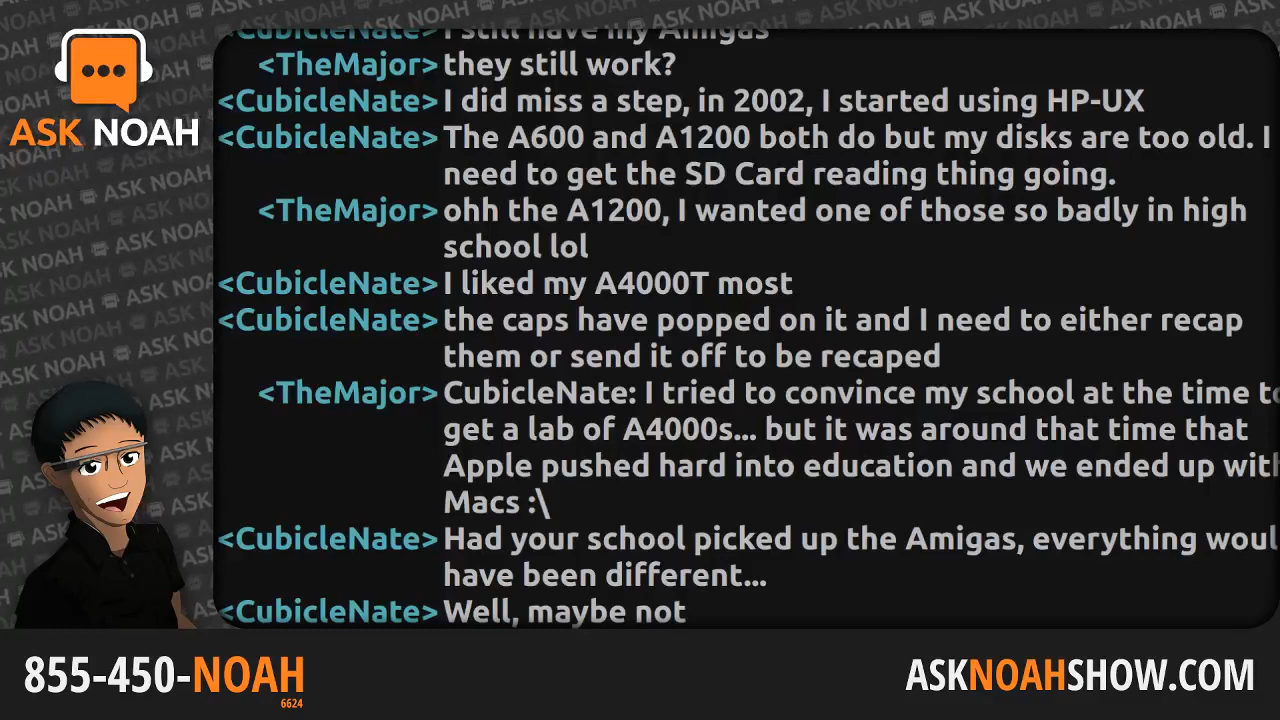 <CubicleNate> I still have my Amigas
<TheMajor> they still work?
<CubicleNate> I did miss a step, in 2002, I started using HP-UX
<CubicleNate> The A600 and A1200 both do but my disks are too old. I
need to get the SD Card reading thing going.
<TheMajor> ohh the A1200, I wanted one of those so badly in high
school lol
<CubicleNate> I liked my A4000T most
<CubicleNate> the caps have popped on it and I need to either recap
them or send it off to be recaped
<TheMajor> CubicleNate: I tried to convince my school at the time to
get a lab of A4000s... but it was around that time that
Apple pushed hard into education and we ended up with
Macs :\
<CubicleNate> Had your school picked up the Amigas, everything woul
have been different...
<CubicleNate> Well, maybe not
ASK NOAH
855-450-NOAH
6624
ASKNOAHSHOW.COM